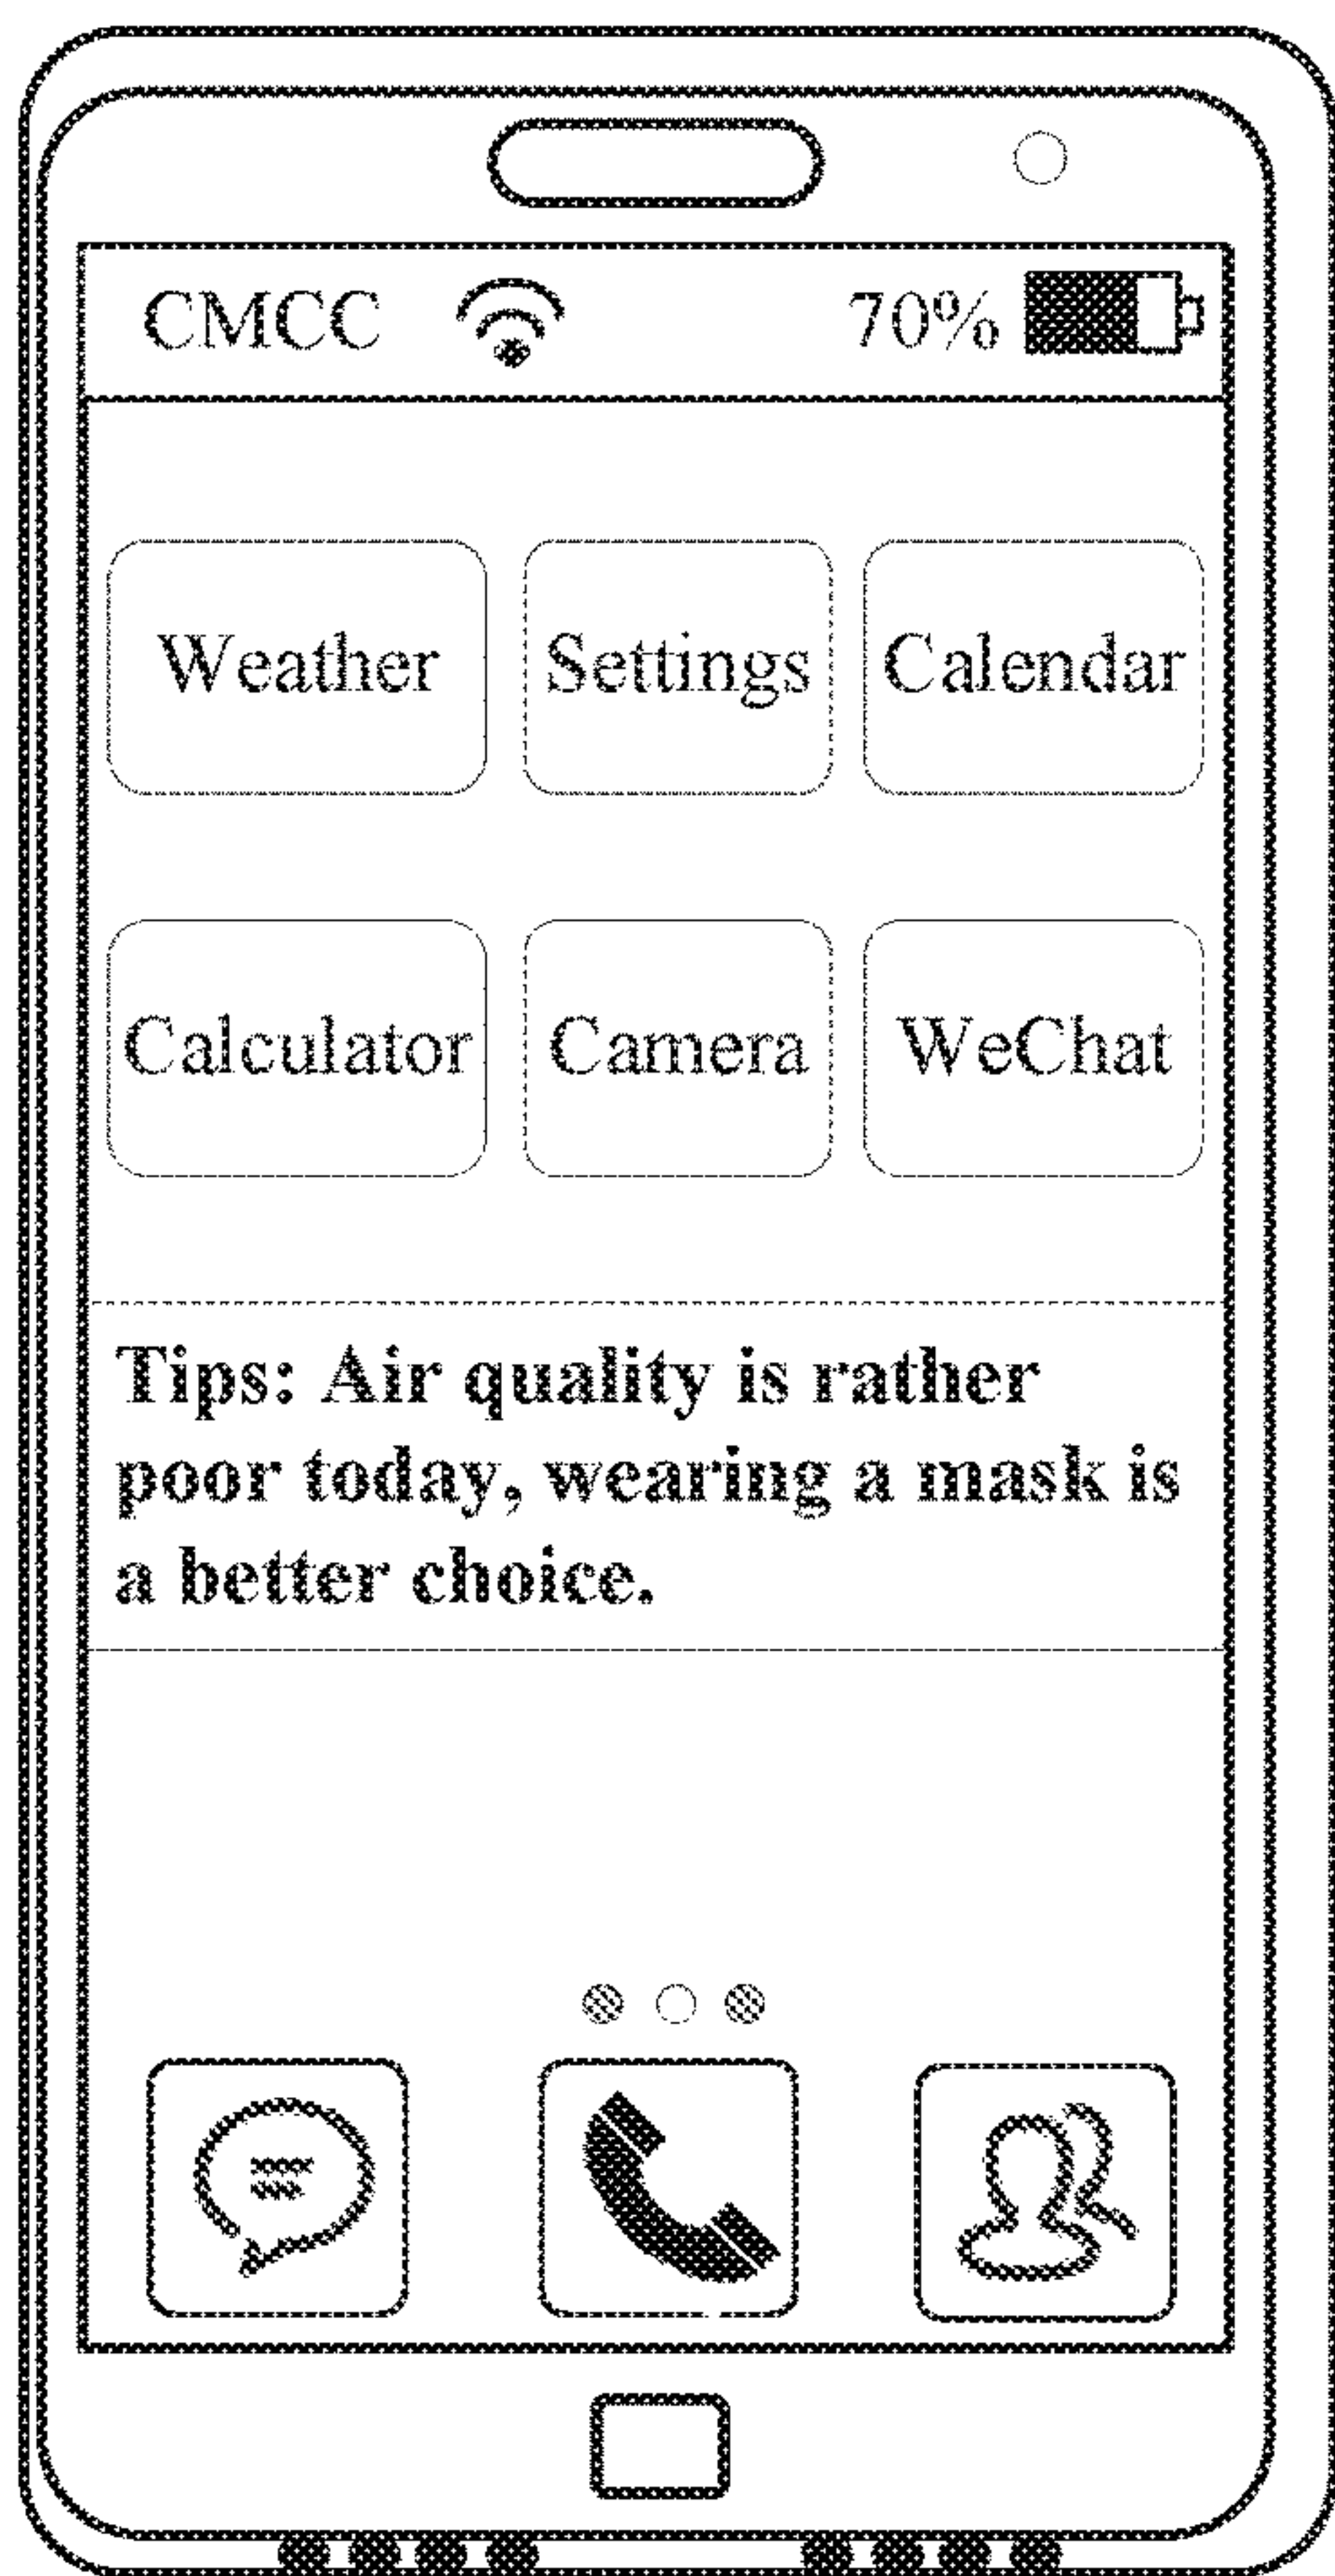 CMCC 70%
Weather Settings Calendar
Calculator Camera WeChat
Tips: Air quality is rather
poor today, wearing a mask is
a better choice.